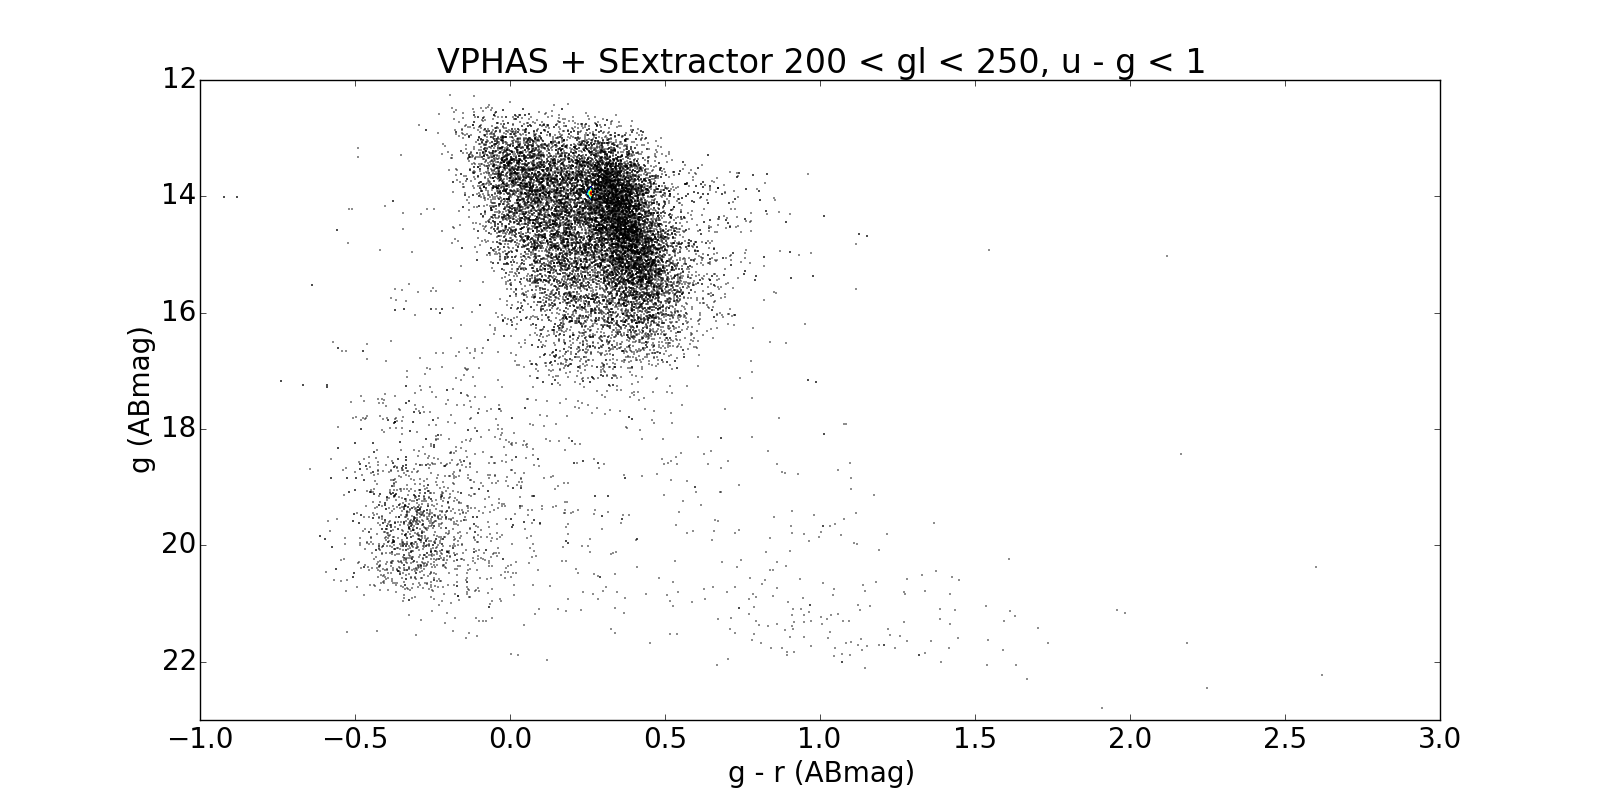 VPHAS + SExtractor 200 < gl < 250, u - g < 1
12
14
16
18
20
22
g (ABmag)
−1.0 −0.5 0.0 0.5 1.0 1.5 2.0 2.5 3.0
g - r (ABmag)